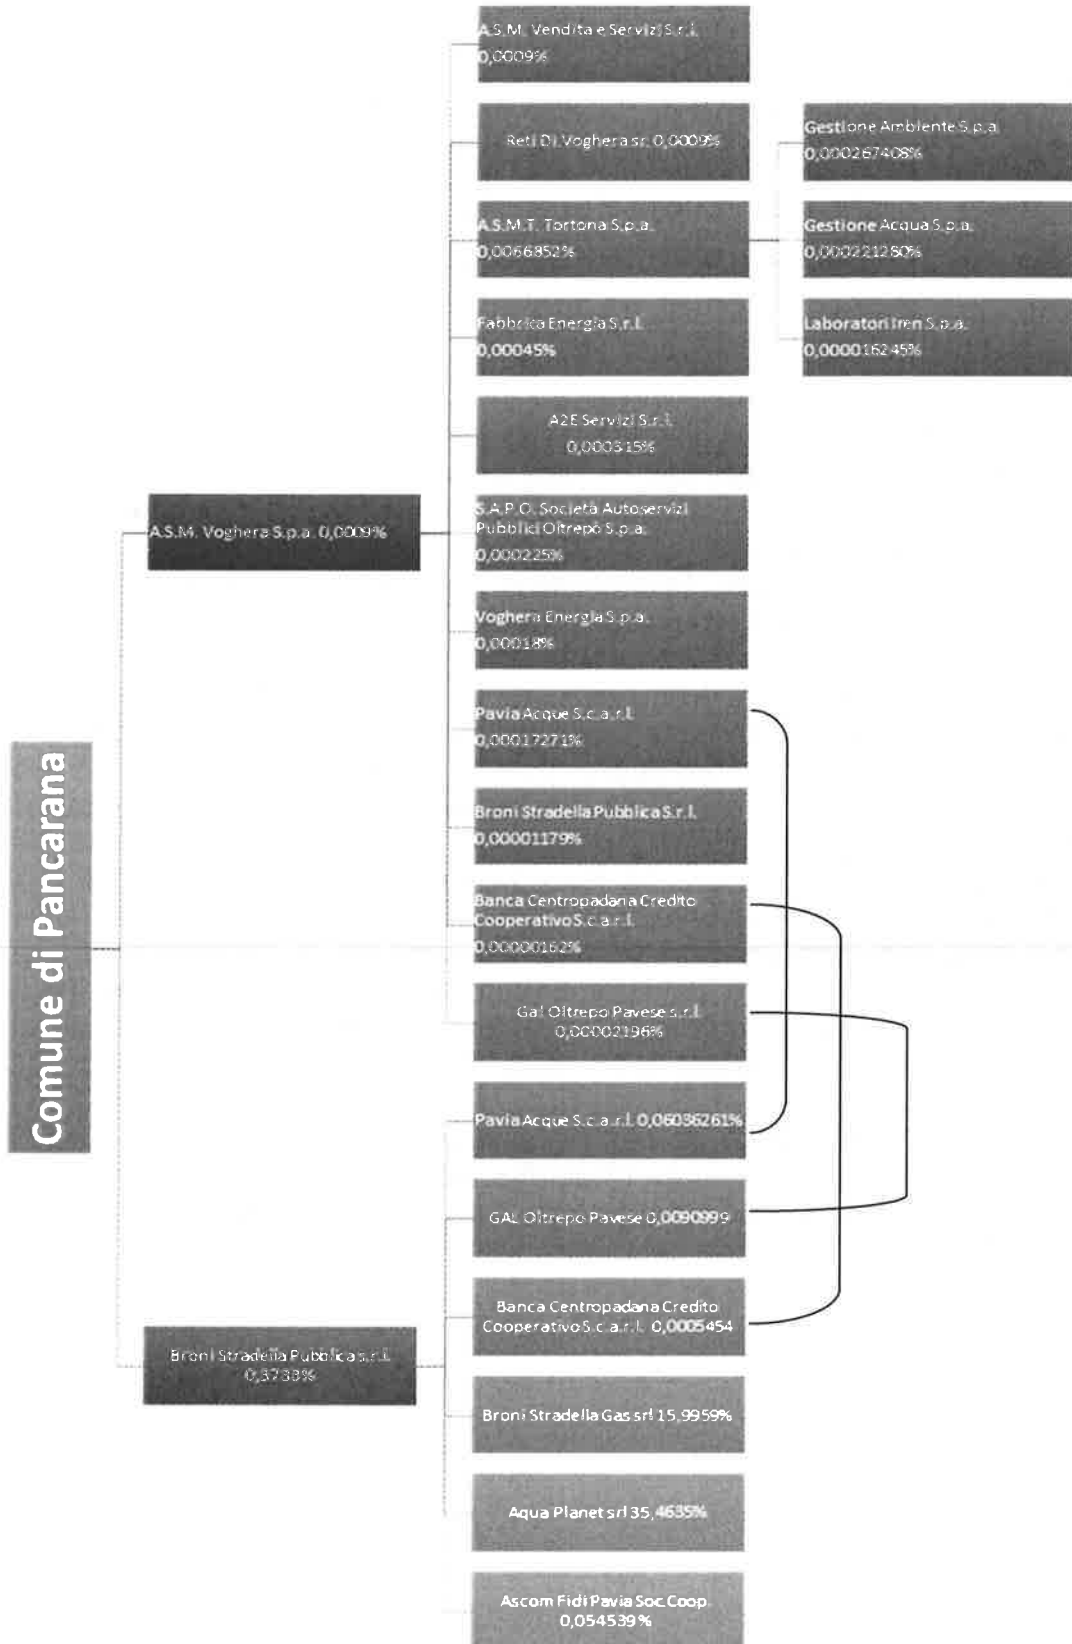 Comune di Pancarana
A.S.M. Voghera S.p.a. 0,0009%
A.S.M. Vendita e Servizi S.r.l.
0,0009%
Reti Di Voghera sr. 0,0009%
A.S.M.T. Tortona S.p.a.
0,0066852%
Gestione Ambiente S.p.a.
0,000267408%
Gestione Acqua S.p.a.
0,000221280%
Laboratori Iren S.p.a.
0,000016245%
Fabbrica Energia S.r.l.
0,00045%
A2E Servizi S.r.l.
0,000315%
S.A.P.O. Società Autoservizi
Pubblici Oltrepò S.p.a.
0,000225%
Voghera Energia S.p.a.
0,00018%
Pavia Acque S.c.a.r.l.
0,00017271%
Broni Stradella Pubblica S.r.l.
0,00001179%
Banca Centropadana Credito
Cooperativo S.c.a.r.l.
0,00000162%
Gal Oltrepo Pavese s.r.l.
0,00002196%
Broni Stradella Pubblica s.r.l.
Pavia Acque S.c.a.r.l. 0,06036261%
GAL Oltrepo Pavese 0,0090999
Banca Centropadana Credito
Cooperativo S.c.a.r.l. 0,0005454
Broni Stradella Gas srl 15,9959%
Aqua Planet srl 35,4635%
Ascom Fidi Pavia Soc. Coop.
0,054539%